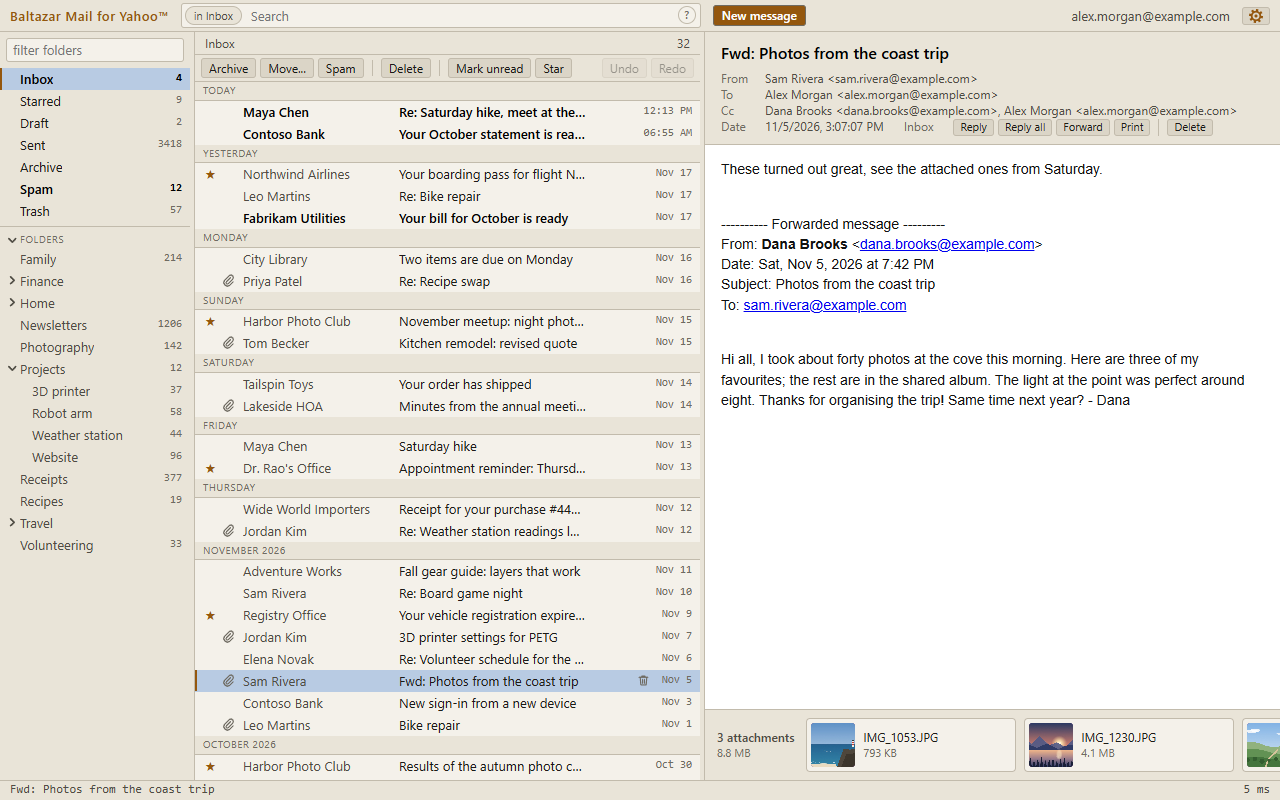 Baltazar Mail for Yahoo™
in Inbox Search ?
New message
alex.morgan@example.com
filter folders
Inbox 4
Starred 9
Draft 2
Sent 3418
Archive
Spam 12
Trash 57
FOLDERS
Family 214
Finance
Home
Newsletters 1206
Photography 142
Projects 12
3D printer 37
Robot arm 58
Weather station 44
Website 96
Receipts 377
Recipes 19
Travel
Volunteering 33
Inbox 32
Archive Move... Spam Delete Mark unread Star Undo Redo
TODAY
Maya Chen Re: Saturday hike, meet at the... 12:13 PM
Contoso Bank Your October statement is rea... 06:55 AM
YESTERDAY
Northwind Airlines Your boarding pass for flight N... Nov 17
Leo Martins Re: Bike repair Nov 17
Fabrikam Utilities Your bill for October is ready Nov 17
MONDAY
City Library Two items are due on Monday Nov 16
Priya Patel Re: Recipe swap Nov 16
SUNDAY
Harbor Photo Club November meetup: night phot... Nov 15
Tom Becker Kitchen remodel: revised quote Nov 15
SATURDAY
Tailspin Toys Your order has shipped Nov 14
Lakeside HOA Minutes from the annual meeti... Nov 14
FRIDAY
Maya Chen Saturday hike Nov 13
Dr. Rao's Office Appointment reminder: Thursd... Nov 13
THURSDAY
Wide World Importers Receipt for your purchase #44... Nov 12
Jordan Kim Re: Weather station readings l... Nov 12
NOVEMBER 2026
Adventure Works Fall gear guide: layers that work Nov 11
Sam Rivera Re: Board game night Nov 10
Registry Office Your vehicle registration expire... Nov 9
Jordan Kim 3D printer settings for PETG Nov 7
Elena Novak Re: Volunteer schedule for the ... Nov 6
Sam Rivera Fwd: Photos from the coast trip Nov 5
Contoso Bank New sign-in from a new device Nov 3
Leo Martins Bike repair Nov 1
OCTOBER 2026
Harbor Photo Club Results of the autumn photo c... Oct 30
Fwd: Photos from the coast trip
From Sam Rivera <sam.rivera@example.com>
To Alex Morgan <alex.morgan@example.com>
Cc Dana Brooks <dana.brooks@example.com>, Alex Morgan <alex.morgan@example.com>
Date 11/5/2026, 3:07:07 PM Inbox Reply Reply all Forward Print Delete
These turned out great, see the attached ones from Saturday.
---------- Forwarded message ---------
From: Dana Brooks <dana.brooks@example.com>
Date: Sat, Nov 5, 2026 at 7:42 PM
Subject: Photos from the coast trip
To: sam.rivera@example.com
Hi all, I took about forty photos at the cove this morning. Here are three of my
favourites; the rest are in the shared album. The light at the point was perfect around
eight. Thanks for organising the trip! Same time next year? - Dana
3 attachments
8.8 MB
IMG_1053.JPG
793 KB
IMG_1230.JPG
4.1 MB
Fwd: Photos from the coast trip
5 ms